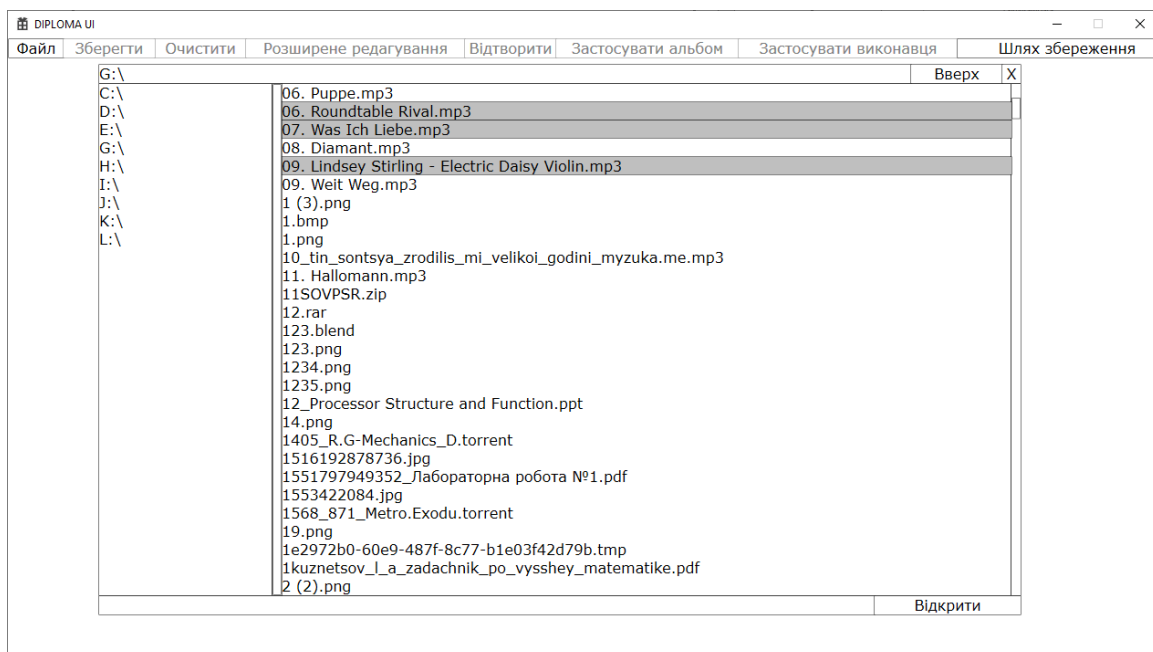 DIPLOMA UI
Файл Зберегти Очистити Розширене редагування Відтворити Застосувати альбом Застосувати виконавця Шлях збереження
G:\ Вверх X
C:\
D:\
E:\
G:\
H:\
I:\
J:\
K:\
L:\
06. Puppe.mp3
06. Roundtable Rival.mp3
07. Was Ich Liebe.mp3
08. Diamant.mp3
09. Lindsey Stirling - Electric Daisy Violin.mp3
09. Weit Weg.mp3
1 (3).png
1.bmp
1.png
10_tin_sontsya_zrodilis_mi_velikoi_godini_myzuka.me.mp3
11. Hallomann.mp3
11SOVPSR.zip
12.rar
123.blend
123.png
1234.png
1235.png
12_Processor Structure and Function.ppt
14.png
1405_R.G-Mechanics_D.torrent
1516192878736.jpg
1551797949352_Лабораторна робота №1.pdf
1553422084.jpg
1568_871_Metro.Exodu.torrent
19.png
1e2972b0-60e9-487f-8c77-b1e03f42d79b.tmp
1kuznetsov_l_a_zadachnik_po_vysshey_matematike.pdf
2 (2).png
Відкрити